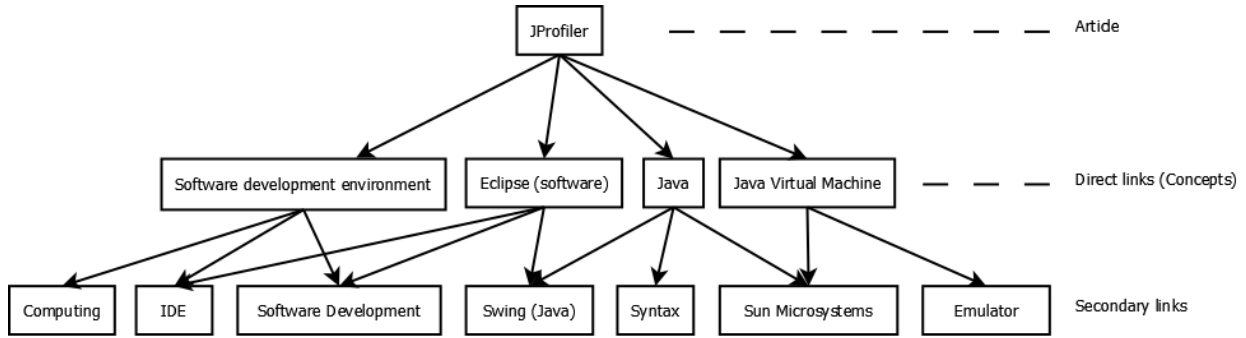 JProfiler
Article
Software development environment
Eclipse (software)
Java
Java Virtual Machine
Direct links (Concepts)
Computing
IDE
Software Development
Swing (Java)
Syntax
Sun Microsystems
Emulator
Secondary links